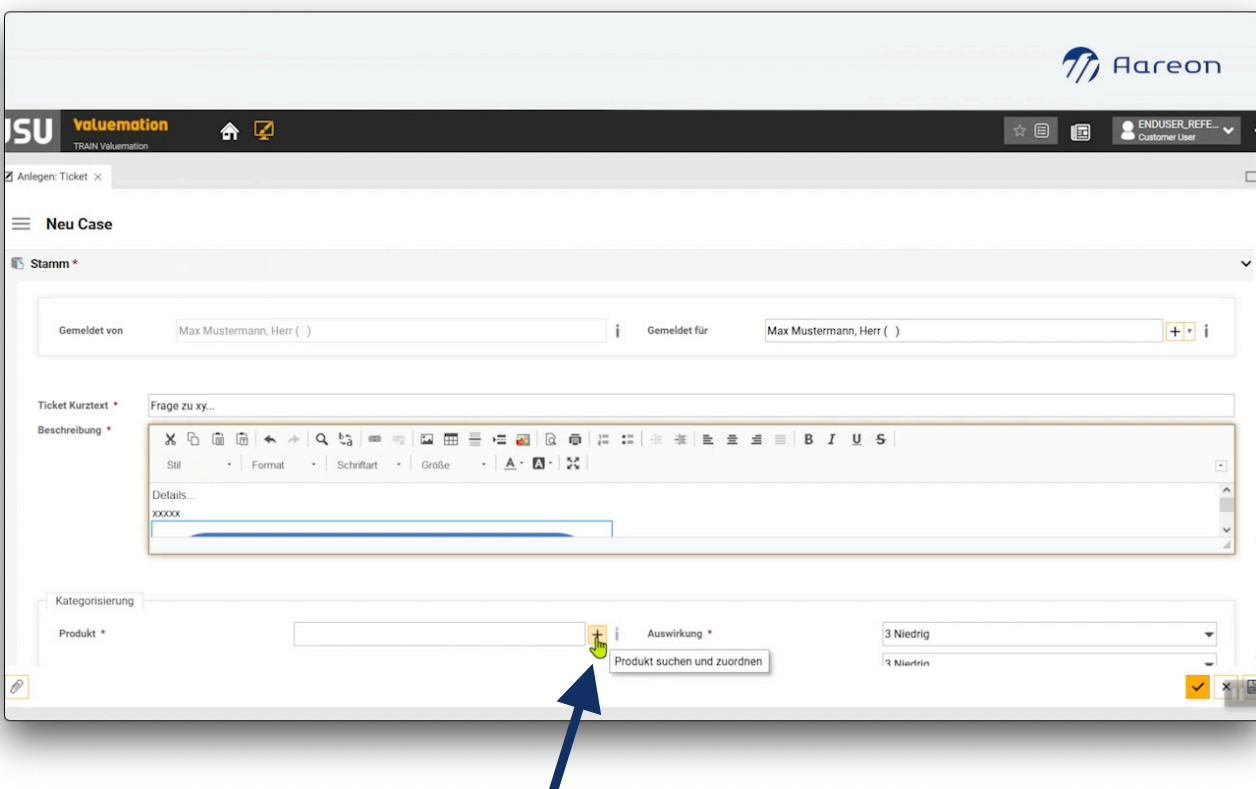 Aareon
USU valuemation
TRAIN Valuemation
ENDUSER_REFE...
Customer User
Anlegen: Ticket
Neu Case
Stamm *
Gemeldet von Max Mustermann, Herr ( ) i Gemeldet für Max Mustermann, Herr ( ) + i
Ticket Kurztext * Frage zu xy...
Beschreibung *
B I U S
Stil Format Schriftart Größe A A
Details...
xxxxx
Kategorisierung
Produkt * + i Auswirkung * 3 Niedrig
Produkt suchen und zuordnen
3 Niedrig